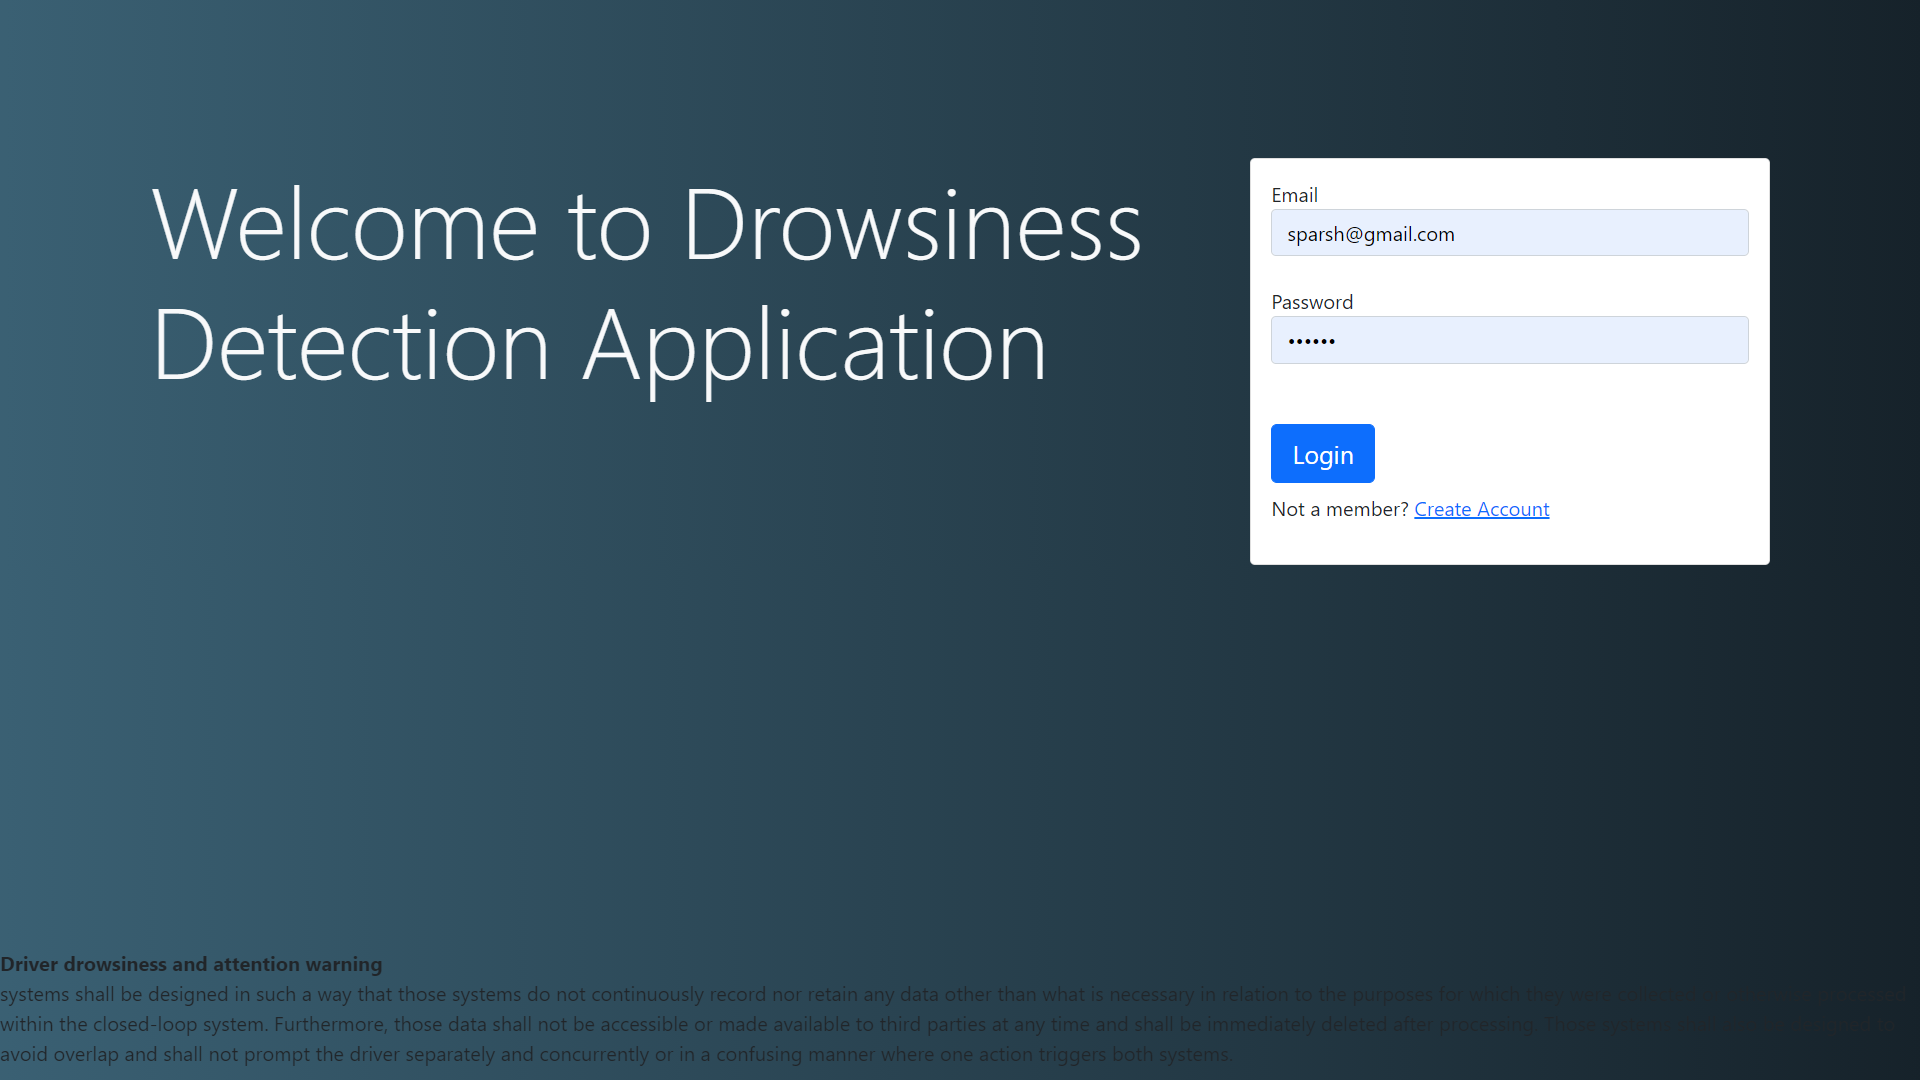 Welcome to Drowsiness
Detection Application
Email
sparsh@gmail.com
Password
••••••
Login
Not a member? Create Account
Driver drowsiness and attention warning
systems shall be designed in such a way that those systems do not continuously record nor retain any data other than what is necessary in relation to the purposes for which they were
within the closed-loop system. Furthermore, those data shall not be accessible or made available to third parties at any time and shall be immediately deleted after processing. Those
avoid overlap and shall not prompt the driver separately and concurrently or in a confusing manner where one action triggers both systems.